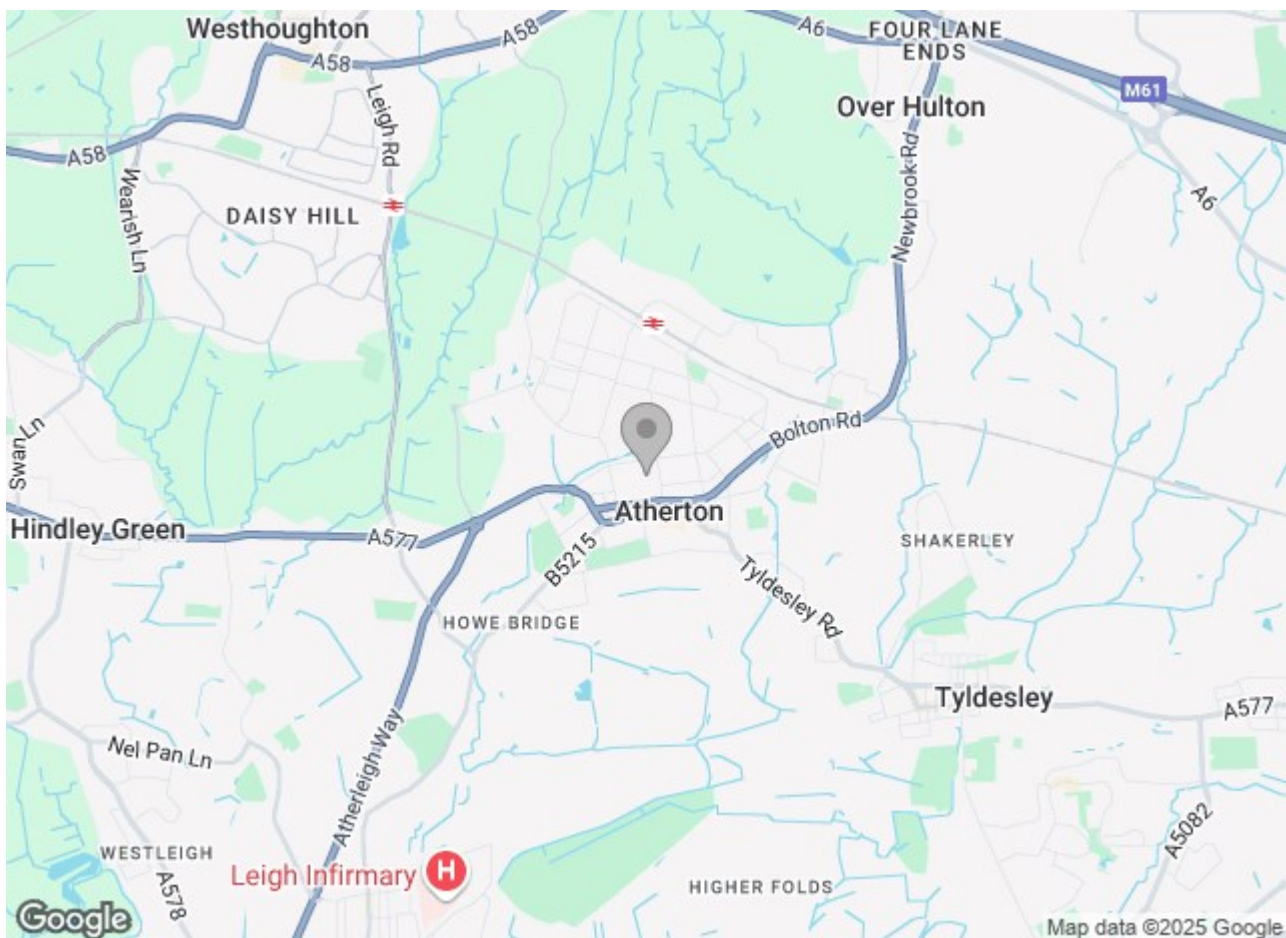 Westhoughton
A58
A6
FOUR LANE
ENDS
A58
M61
Leigh Rd
Over Hulton
A58
Newbrook Rd
Wearish Ln
A6
DAISY HILL
Bolton Rd
Swan Ln
Atherton
Hindley Green
A577
SHAKERLEY
B5215
Tyldesley Rd
HOWE BRIDGE
Tyldesley
A577
Nel Pan Ln
Atherleigh Way
A5082
WESTLEIGH
A578
Leigh Infirmary
H
HIGHER FOLDS
Google
Map data ©2025 Google